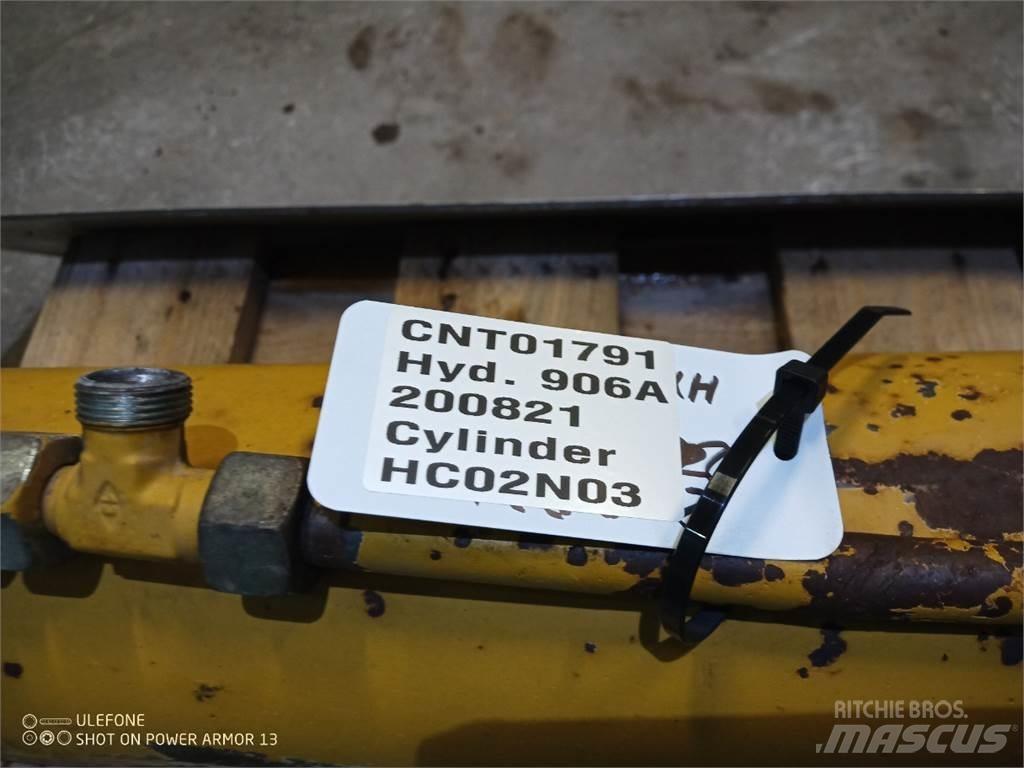 CNT01791
Hyd. 906A
200821
Cylinder
HC02N03
ULEFONE
SHOT ON POWER ARMOR 13
RITCHIE BROS.
MASCUS